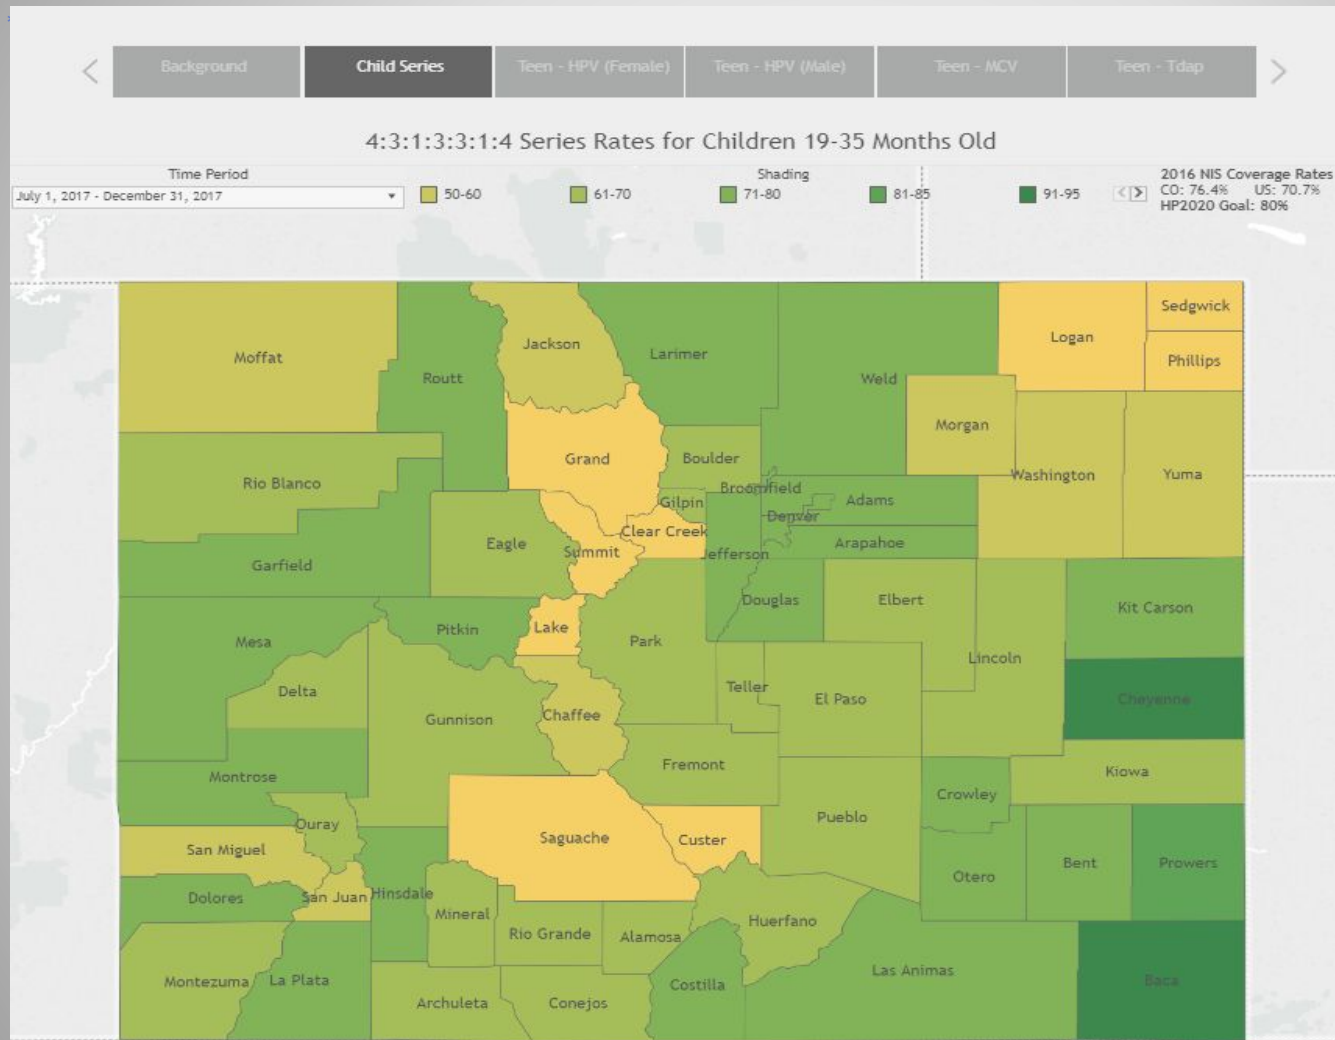 Background
Child Series
Teen - HPV (Female)
Teen - HPV (Male)
Teen - MCV
Teen - Tdap
4:3:1:3:3:1:4 Series Rates for Children 19-35 Months Old
Time Period
July 1, 2017 - December 31, 2017
Shading
50-60
61-70
71-80
81-85
91-95
2016 NIS Coverage Rates
CO: 76.4% US: 70.7%
HP2020 Goal: 80%
Sedgwick
Logan
Jackson
Moffat
Larimer
Phillips
Routt
Weld
Morgan
Grand
Boulder
Washington
Yuma
Rio Blanco
Broomfield
Gilpin
Adams
Denver
Clear Creek
Eagle
Arapahoe
Summit
Jefferson
Garfield
Douglas
Elbert
Kit Carson
Pitkin
Lake
Mesa
Park
Lincoln
Delta
Teller
El Paso
Cheyenne
Gunnison
Chaffee
Fremont
Kiowa
Montrose
Crowley
Pueblo
Ouray
Saguache
Custer
San Miguel
Bent
Prowers
Otero
Dolores
San Juan
Hinsdale
Mineral
Huerfano
Rio Grande
Alamosa
Las Animas
Montezuma
La Plata
Costilla
Baca
Archuleta
Conejos